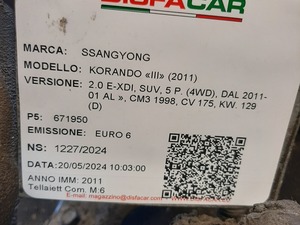 DISFACAR
MARCA: SSANGYONG
MODELLO: KORANDO «III» (2011)
VERSIONE: 2.0 E-XDI, SUV, 5 P. (4WD), DAL 2011-
01 AL », CM3 1998, CV 175, KW. 129
(D)
P5: 671950
EMISSIONE: EURO 6
NS: 1227/2024
DATA:20/05/2024 10:03:00
ANNO IMM: 2011
Tellaiett Com. M:6
E-mail: magazzino@disfacar.it